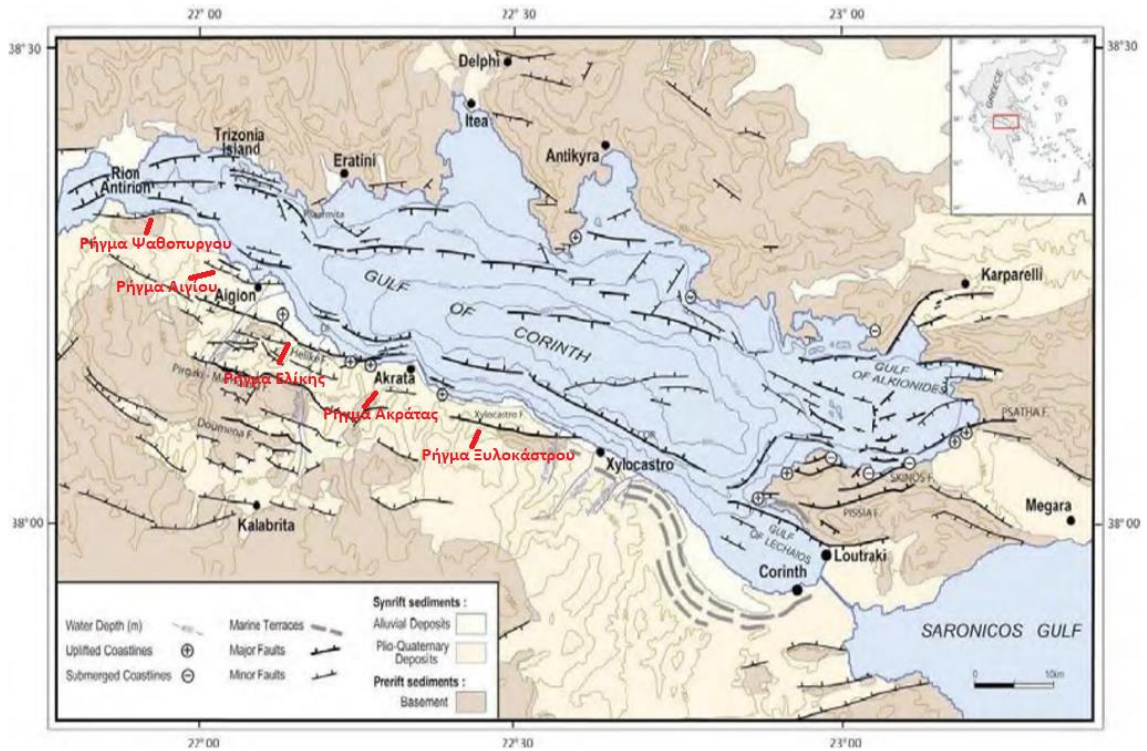 22° 00'
22° 30'
23° 00'
38° 30'
38° 30'
GREECE
A
Delphi
Itea
Trizonia
Island
Eratini
Antikyra
Rion
Antirion
Ρήγμα Ψαθοπυργου
Ρήγμα Αιγίου
Aigion
GULF
OF
CORINTH
Karparelli
Helike F.
Ρήγμα Ελίκης
Akrata
Ρήγμα Ακράτας
GULF
OF ALKIONIDES
PSATHA F.
Xylocastro F.
Doumena F.
Ρήγμα Ξυλοκάστρου
Xylocastro
SKINOS F.
PISSIA F.
Megara
Kalabrita
38° 00'
38° 00'
GULF
OF LECHAIOS
Loutraki
Corinth
SARONICOS GULF
Water Depth (m)
Uplifted Coastlines
Submerged Coastlines
Marine Terraces
Major Faults
Minor Faults
Synrift sediments :
Alluvial Deposits
Plio-Quaternary
Deposits
Prerift sediments :
Basement
0
10km
22° 00'
22° 30'
23° 00'